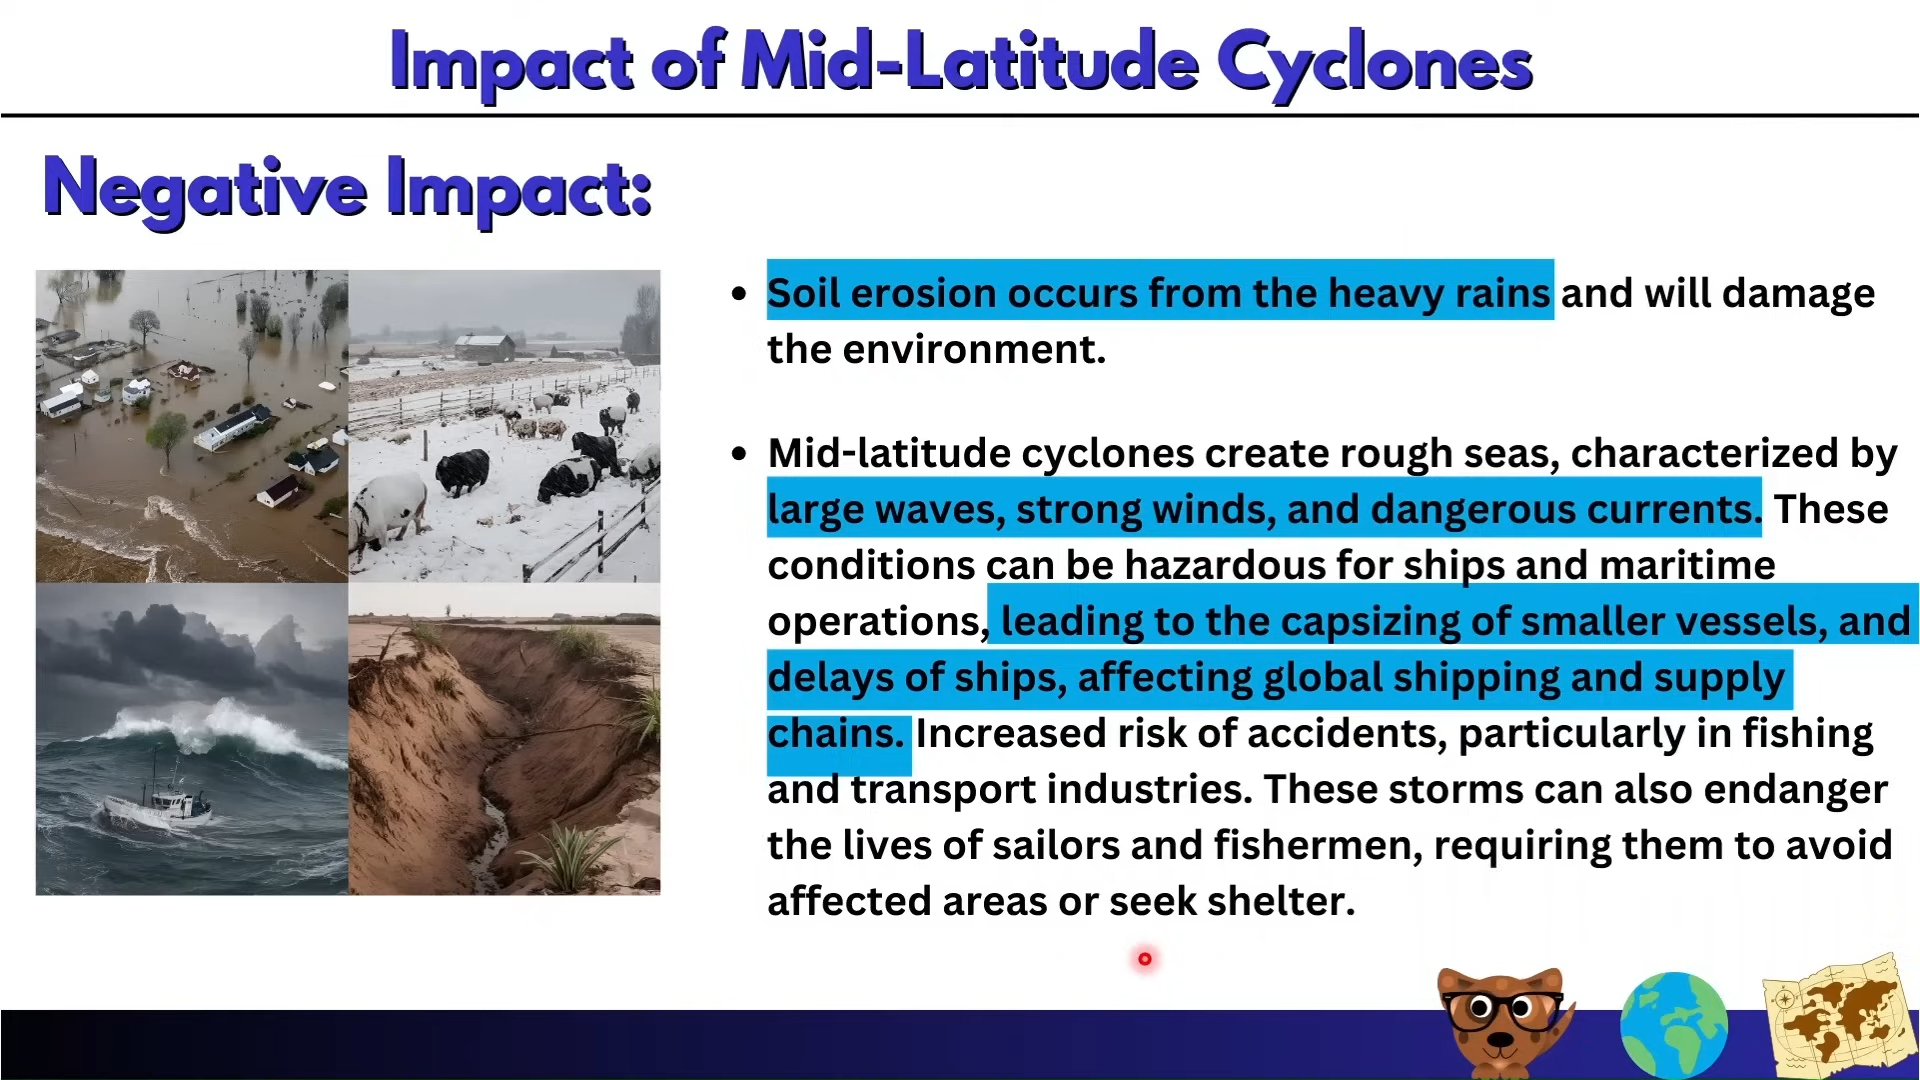 Impact of Mid-Latitude Cyclones
Negative Impact:
• Soil erosion occurs from the heavy rains and will damage
the environment.
• Mid-latitude cyclones create rough seas, characterized by
large waves, strong winds, and dangerous currents. These
conditions can be hazardous for ships and maritime
operations, leading to the capsizing of smaller vessels, and
delays of ships, affecting global shipping and supply
chains. Increased risk of accidents, particularly in fishing
and transport industries. These storms can also endanger
the lives of sailors and fishermen, requiring them to avoid
affected areas or seek shelter.